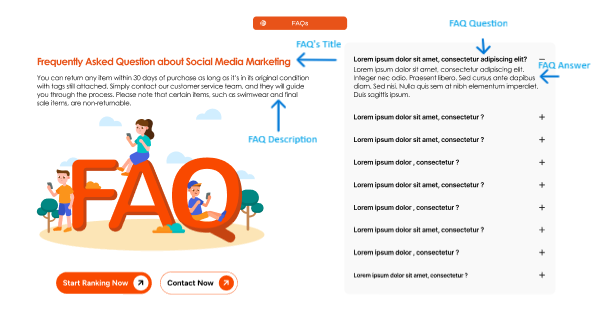 FAQs
FAQ Question
FAQ's Title
Frequently Asked Question about Social Media Marketing
You can return any item within 30 days of purchase as long as it's in its original condition
with tags still attached. Simply contact our customer service team, and they will guide
you through the process. Please note that certain items, such as swimwear and final
sale items, are non-returnable.
FAQ Description
FAQ
Start Ranking Now
Contact Now
Lorem ipsum dolor sit amet, consectetur adipiscing elit?
FAQ Answer
Lorem ipsum dolor sit amet, consectetur adipiscing elit.
Integer nec odio. Praesent libero. Sed cursus ante dapibus
diam. Sed nisi. Nulla quis sem at nibh elementum imperdiet.
Duis sagittis ipsum.
Lorem ipsum dolor sit amet, consectetur ?
Lorem ipsum dolor sit amet, consectetur ?
Lorem ipsum dolor , consectetur ?
Lorem ipsum dolor sit amet, consectetur ?
Lorem ipsum dolor , consectetur ?
Lorem ipsum dolor sit amet, consectetur ?
Lorem ipsum dolor , consectetur ?
Lorem ipsum dolor sit amet, consectetur ?